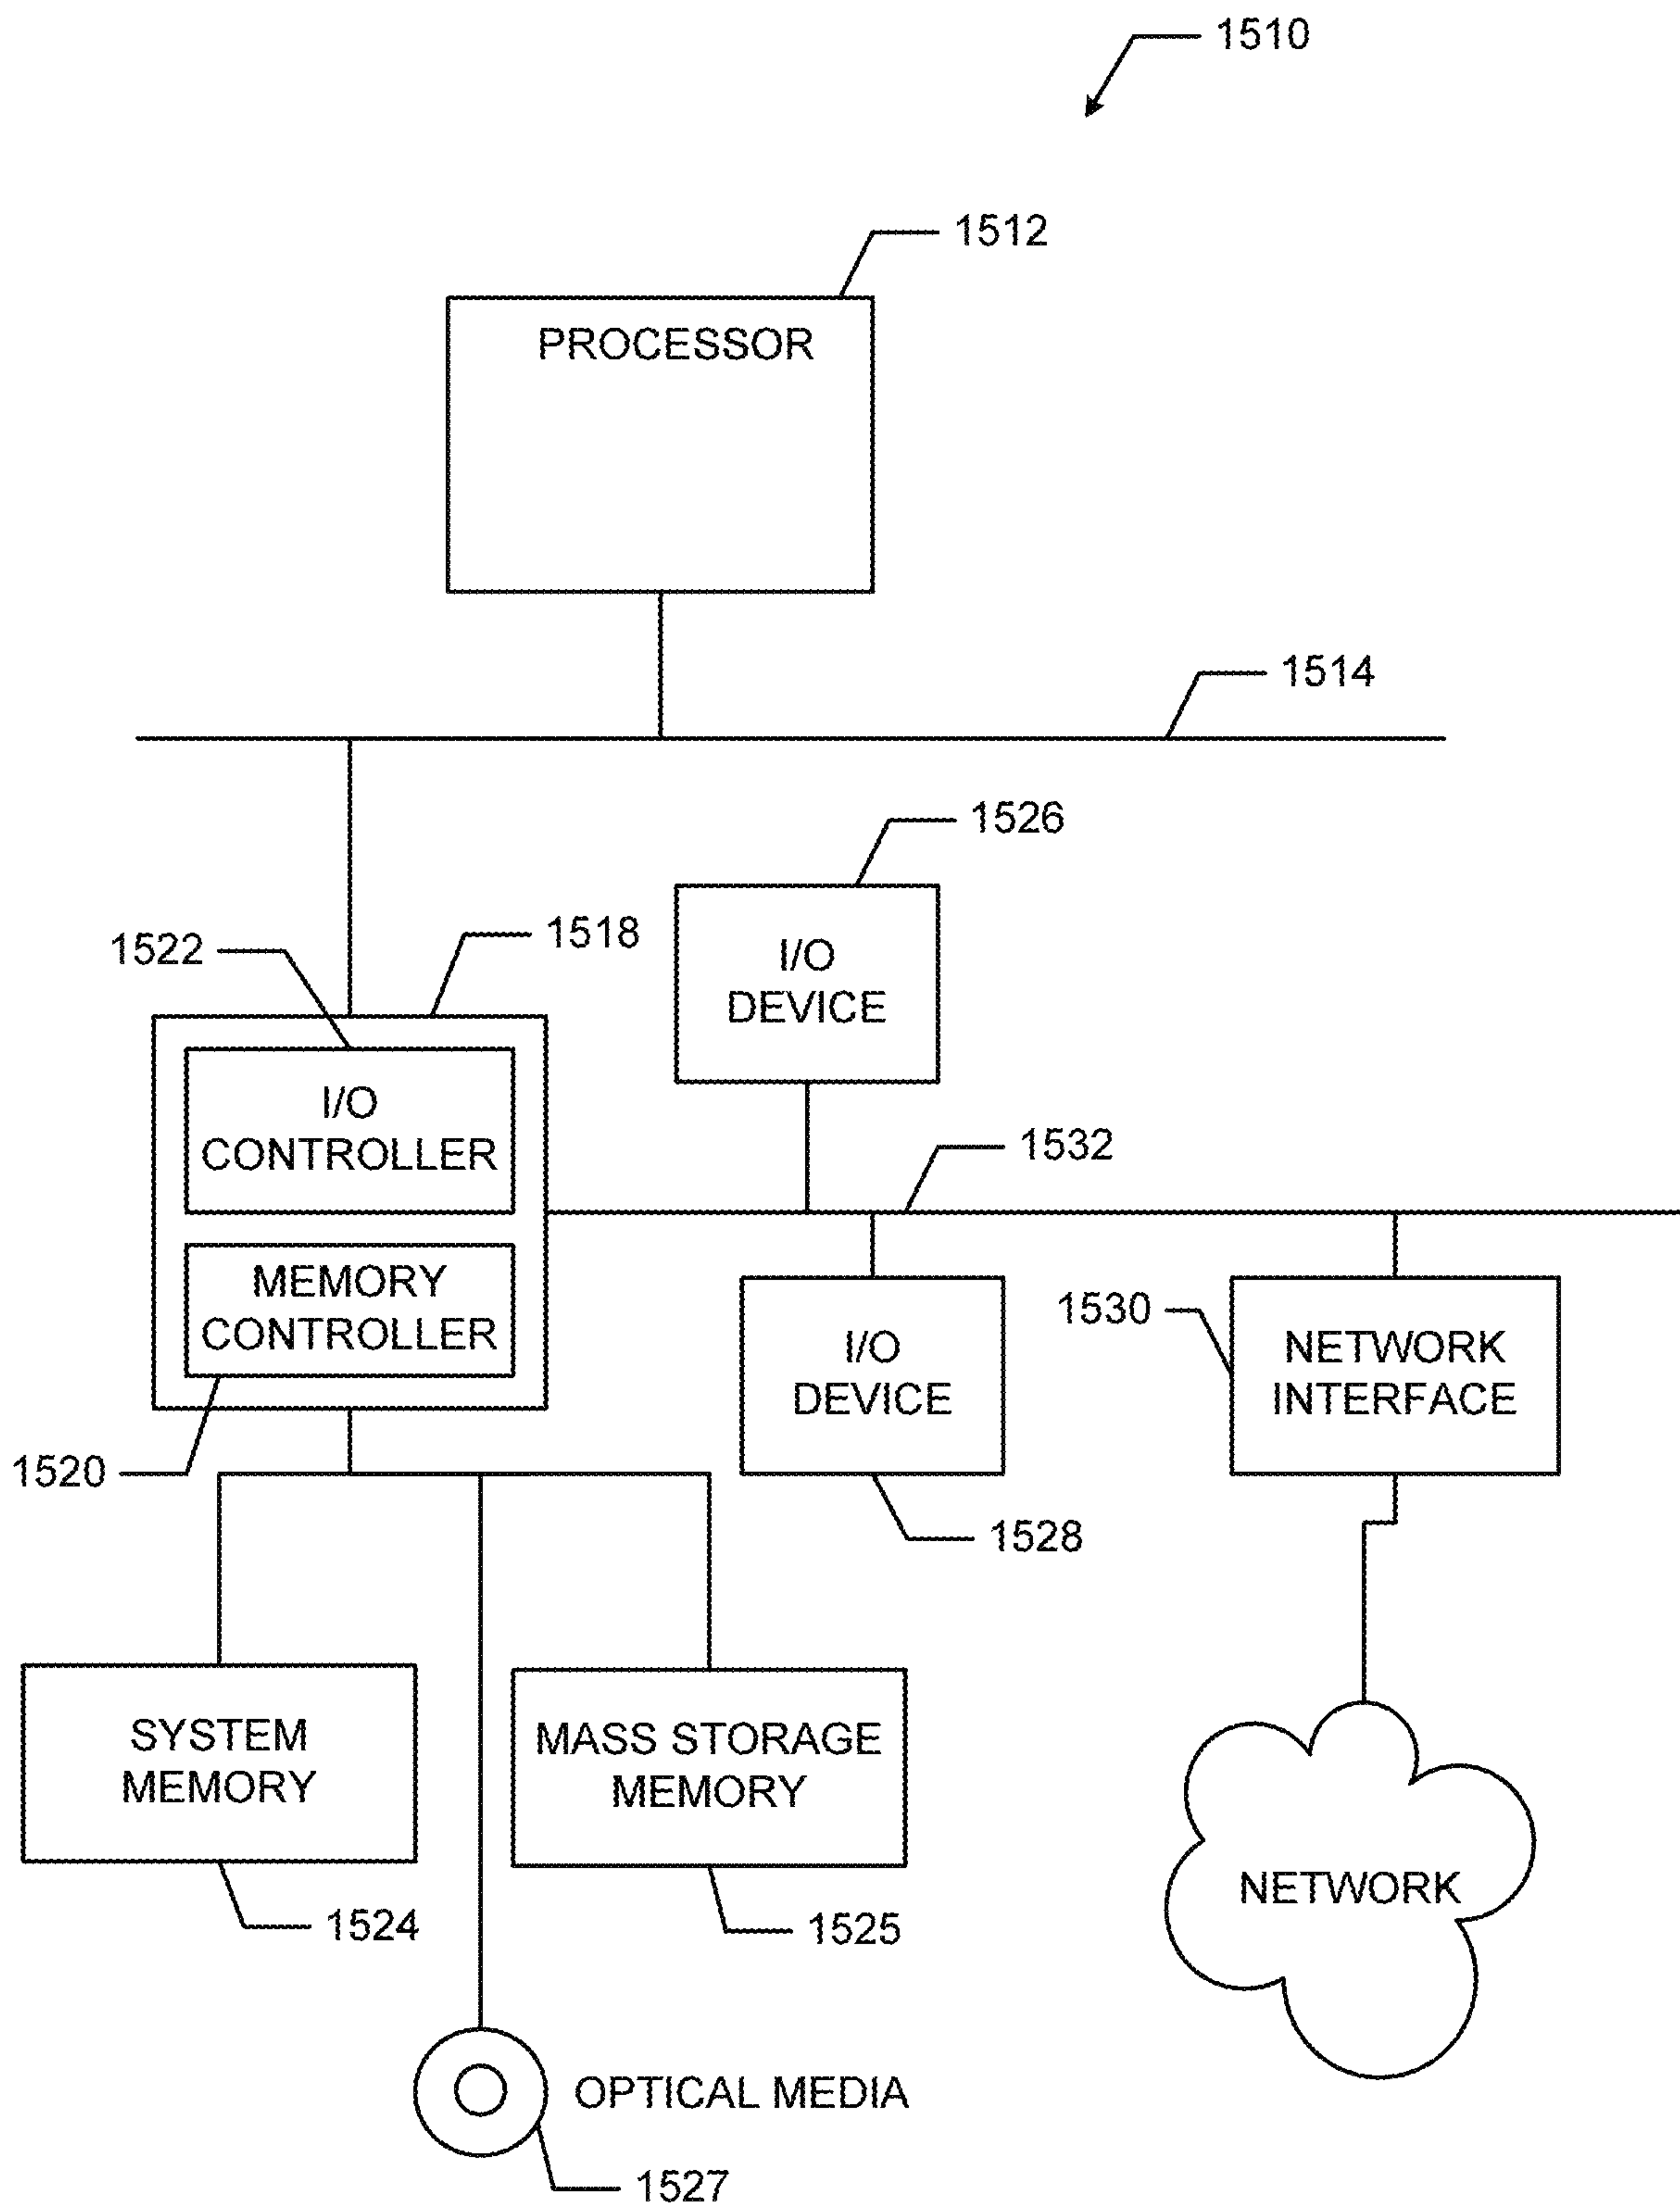 1510
1512
PROCESSOR
1514
1526
1522
1518
I/O
DEVICE
I/O
CONTROLLER
1532
MEMORY
CONTROLLER
1530
I/O
DEVICE
NETWORK
INTERFACE
1520
1528
SYSTEM
MEMORY
MASS STORAGE
MEMORY
NETWORK
1524
1525
OPTICAL MEDIA
1527